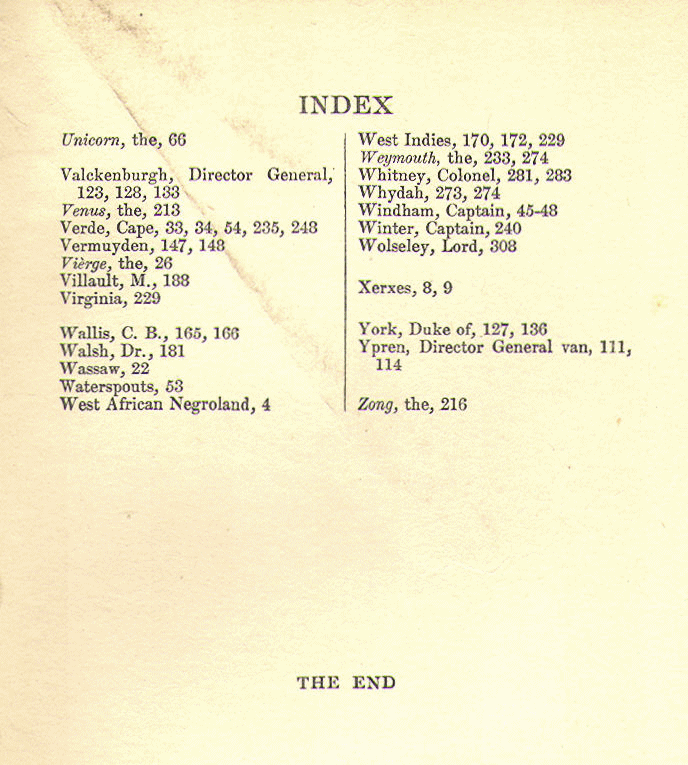 INDEX
Unicorn, the, 66
Valckenburgh, Director General,
123, 128, 133
Venus, the, 213
Verde, Cape, 33, 34, 54, 235, 248
Vermuyden, 147, 148
Vièrge, the, 26
Villault, M., 188
Virginia, 229
Wallis, C. B., 165, 166
Walsh, Dr., 181
Wassaw, 22
Waterspouts, 53
West African Negroland, 4
West Indies, 170, 172, 229
Weymouth, the, 233, 274
Whitney, Colonel, 281, 283
Whydah, 273, 274
Windham, Captain, 45-48
Winter, Captain, 240
Wolseley, Lord, 308
Xerxes, 8, 9
York, Duke of, 127, 136
Ypren, Director General van, 111,
114
Zong, the, 216
THE END